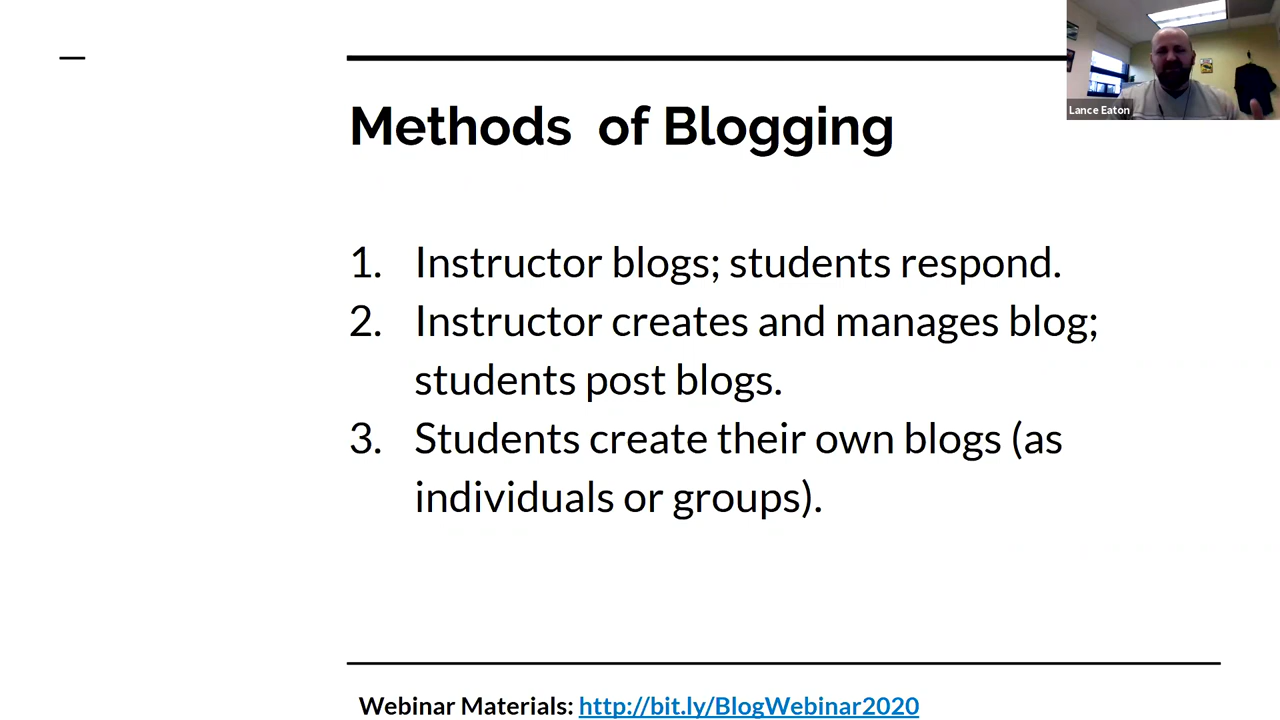 Lance Eaton
Methods of Blogging
1. Instructor blogs; students respond.
2. Instructor creates and manages blog;
students post blogs.
3. Students create their own blogs (as
individuals or groups).
Webinar Materials: http://bit.ly/BlogWebinar2020